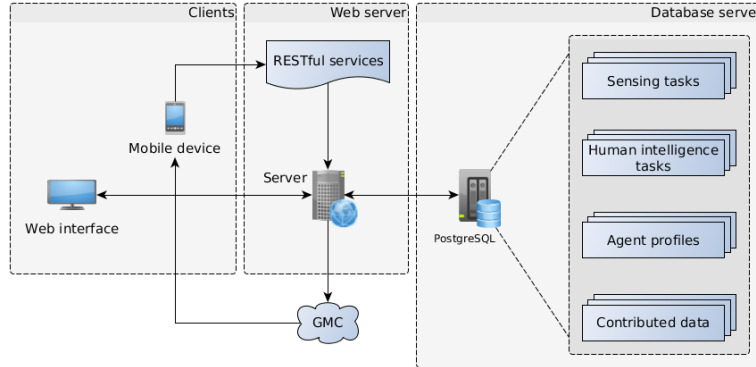 Clients
Web server
Database serve
RESTful services
Mobile device
Server
Web interface
PostgreSQL
GMC
Sensing tasks
Human intelligence
tasks
Agent profiles
Contributed data